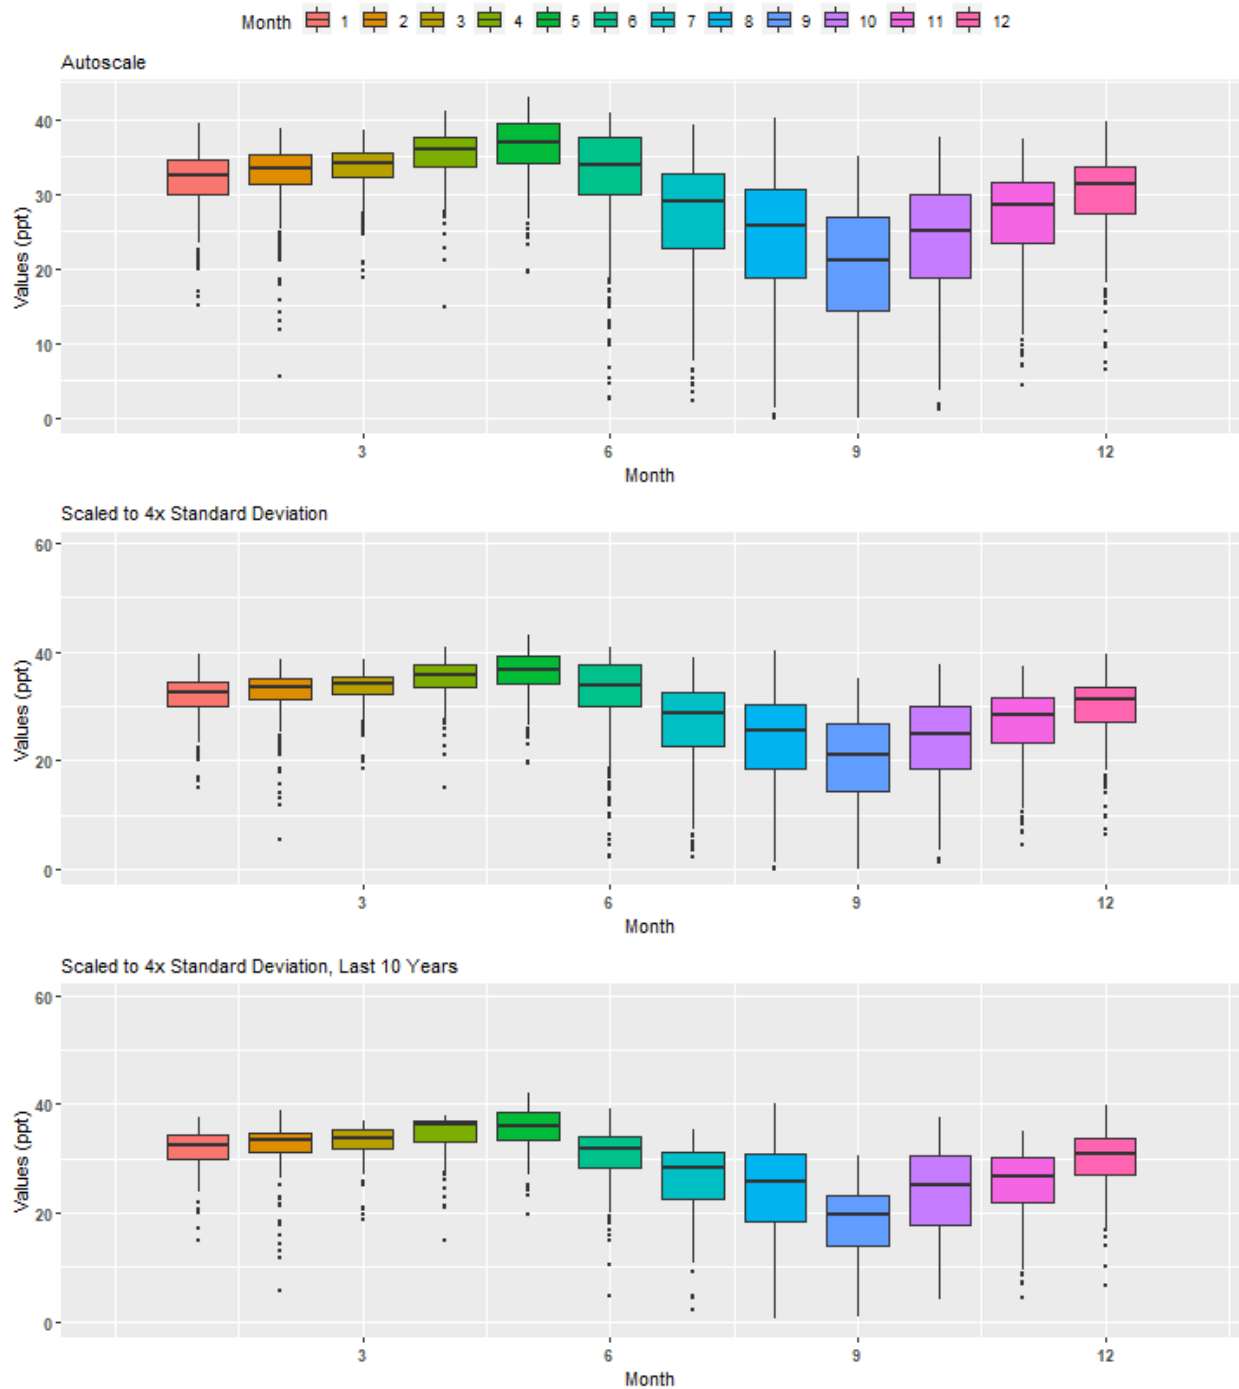 Month 1 2 3 4 5 6 7 8 9 10 11 12
Autoscale
Values (ppt)
40
30
20
10
0
3 6 9 12
Month
Scaled to 4x Standard Deviation
Values (ppt)
60
40
20
0
3 6 9 12
Month
Scaled to 4x Standard Deviation, Last 10 Years
Values (ppt)
60
40
20
0
3 6 9 12
Month